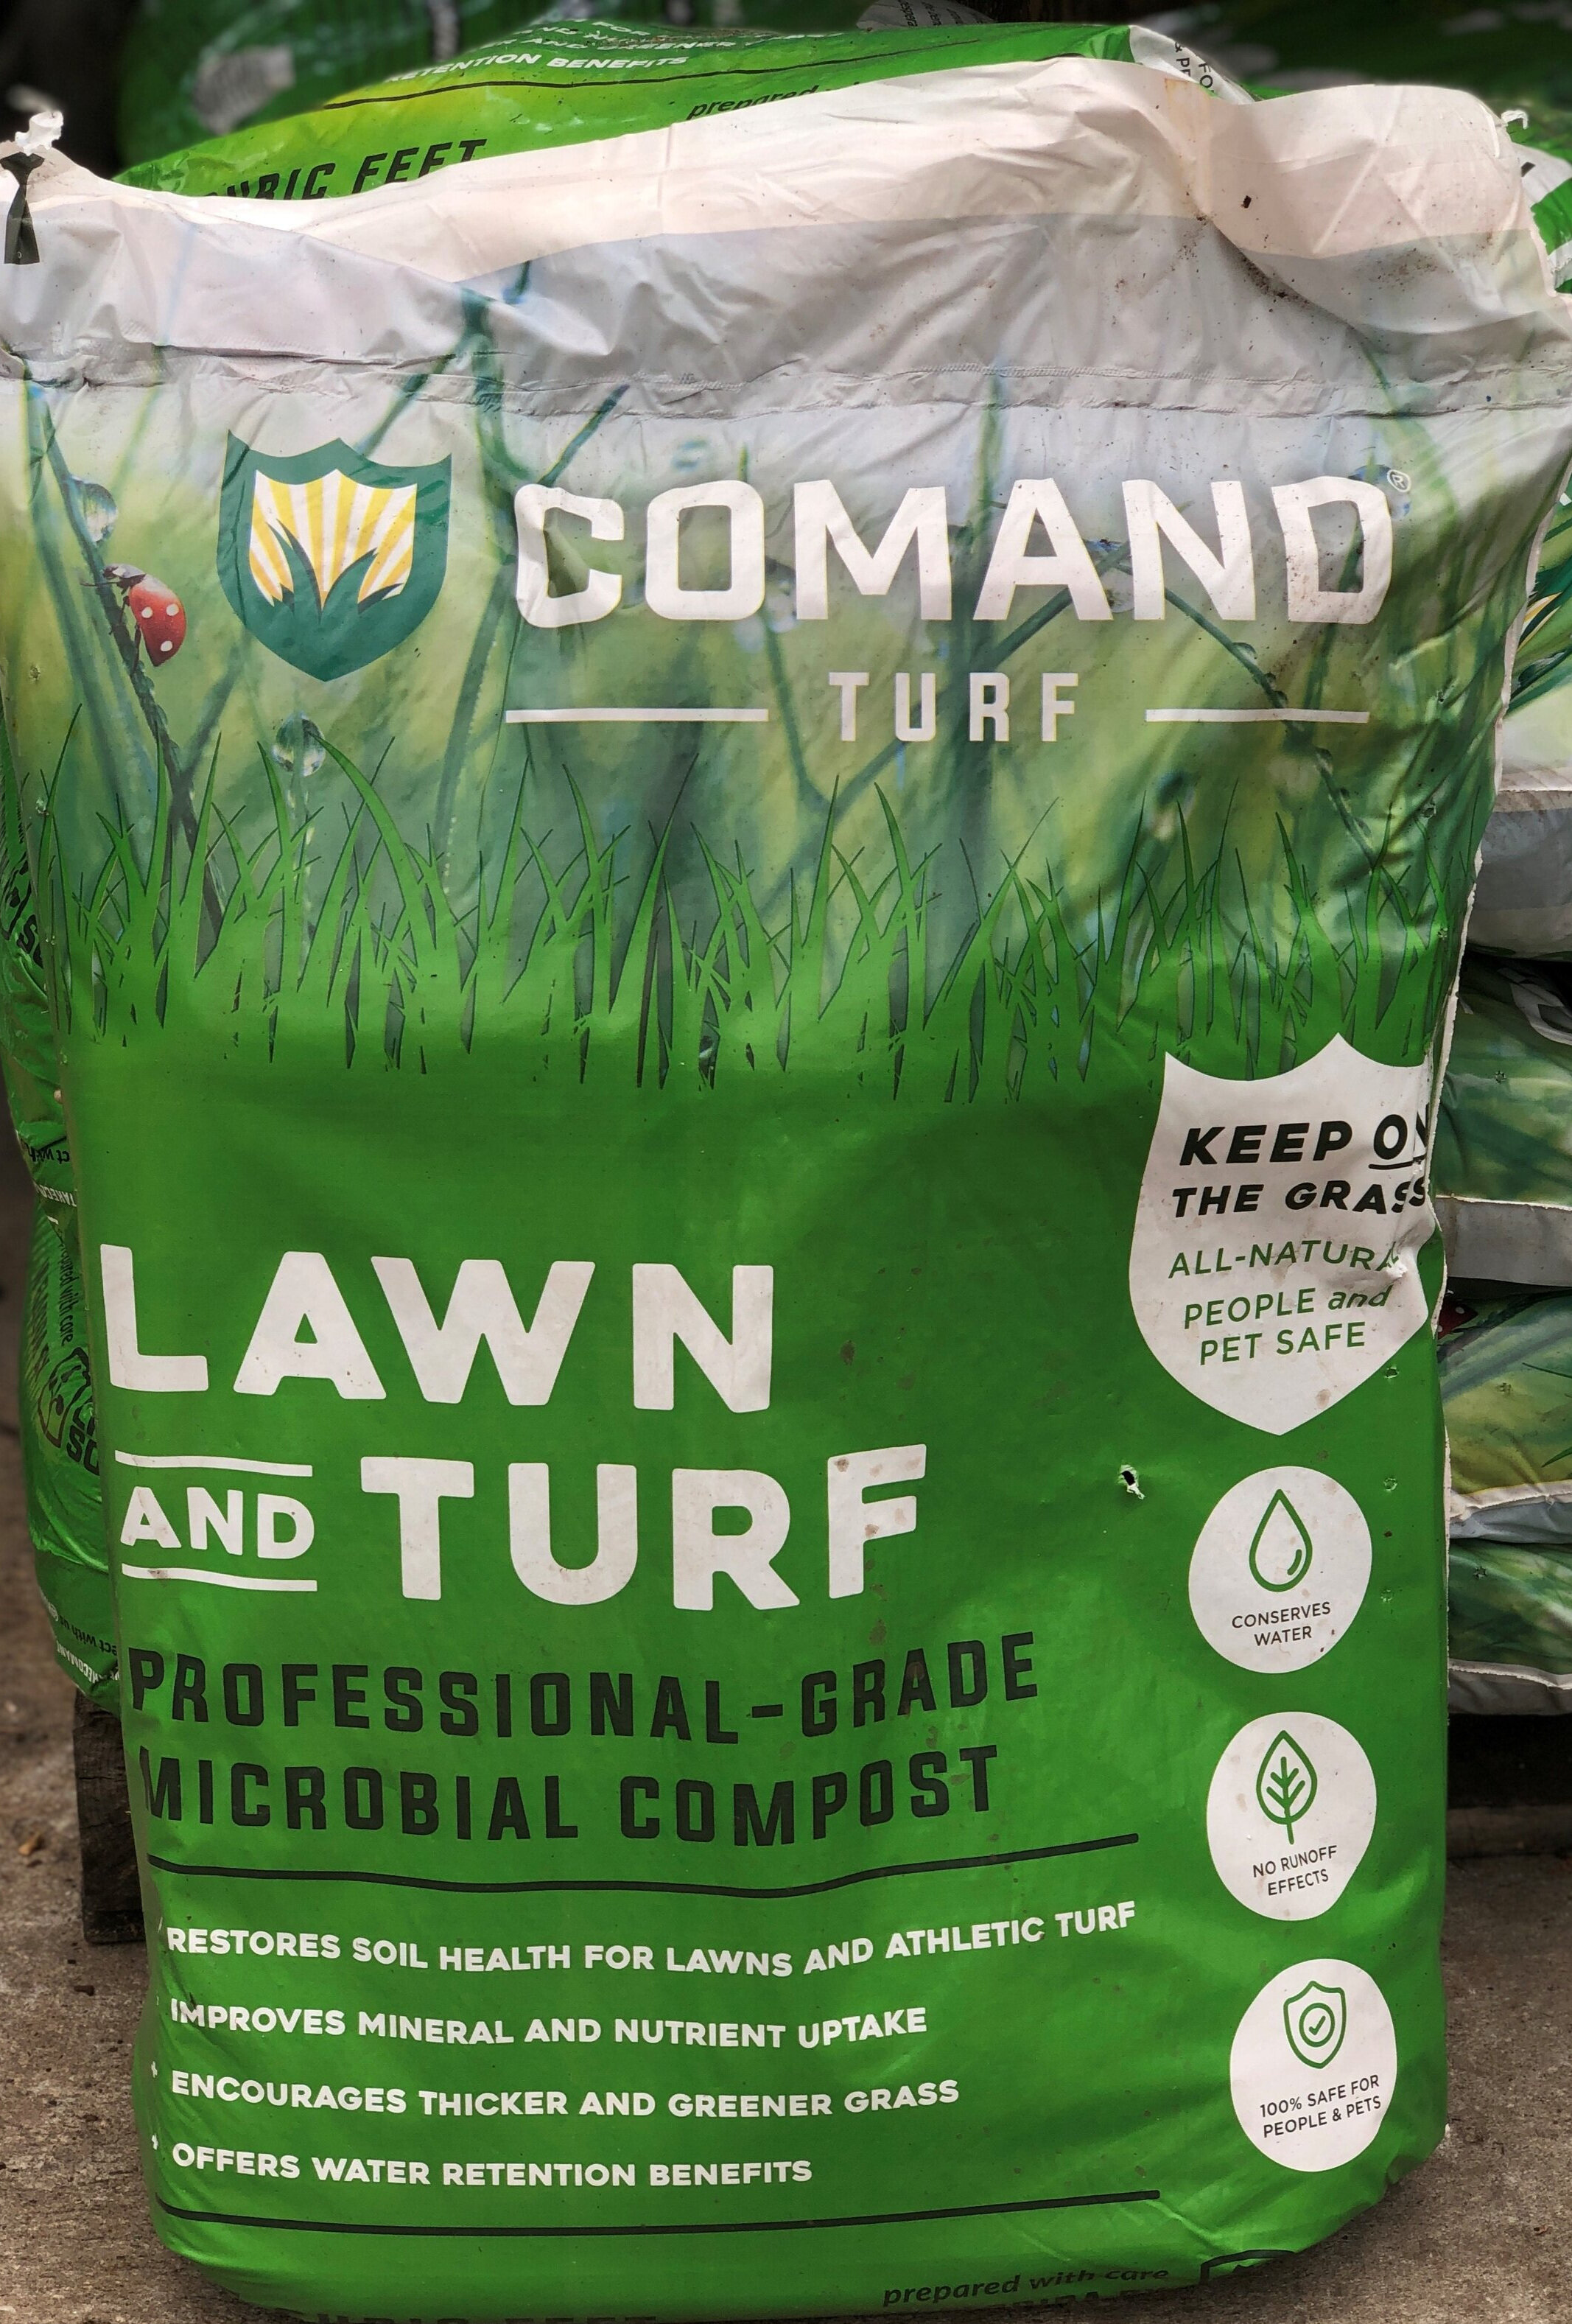 RETENTION BENEFITS
prepared
CUBIC FEET
COMAND®
TURF
KEEP ON
THE GRASS
ALL-NATURAL
PEOPLE and
PET SAFE
LAWN
AND TURF
CONSERVES
WATER
PROFESSIONAL-GRADE
MICROBIAL COMPOST
NO RUNOFF
EFFECTS
RESTORES SOIL HEALTH FOR LAWNS AND ATHLETIC TURF
IMPROVES MINERAL AND NUTRIENT UPTAKE
ENCOURAGES THICKER AND GREENER GRASS
OFFERS WATER RETENTION BENEFITS
100% SAFE FOR
PEOPLE & PETS
prepared with care